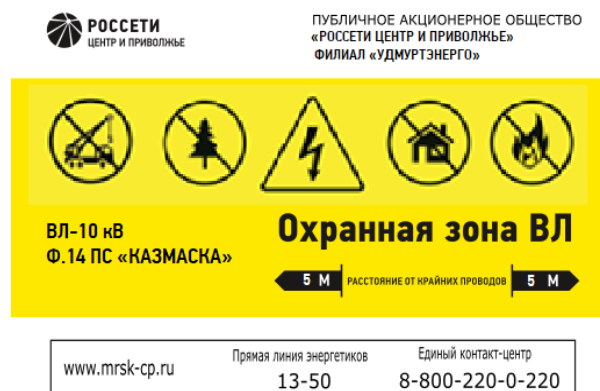 РОССЕТИ
ЦЕНТР И ПРИВОЛЖЬЕ
ПУБЛИЧНОЕ АКЦИОНЕРНОЕ ОБЩЕСТВО
«РОССЕТИ ЦЕНТР И ПРИВОЛЖЬЕ»
ФИЛИАЛ «УДМУРТЭНЕРГО»
ВЛ-10 кВ
Ф.14 ПС «КАЗМАСКА»
Охранная зона ВЛ
5 М РАССТОЯНИЕ ОТ КРАЙНИХ ПРОВОДОВ 5 М
www.mrsk-cp.ru
Прямая линия энергетиков
13-50
Единый контакт-центр
8-800-220-0-220